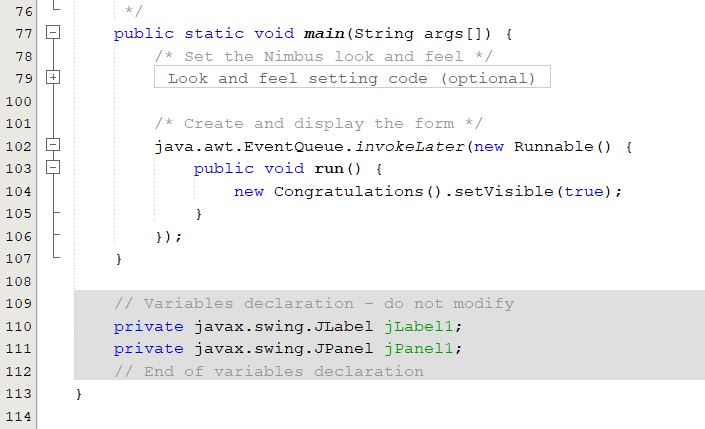 76 */
77 public static void main(String args[]) {
78 /* Set the Nimbus look and feel */
79 Look and feel setting code (optional)
100
101 /* Create and display the form */
102 java.awt.EventQueue.invokeLater(new Runnable() {
103 public void run() {
104 new Congratulations().setVisible(true);
105 }
106 });
107 }
108
109 // Variables declaration - do not modify
110 private javax.swing.JLabel jLabel1;
111 private javax.swing.JPanel jPanel1;
112 // End of variables declaration
113 }
114